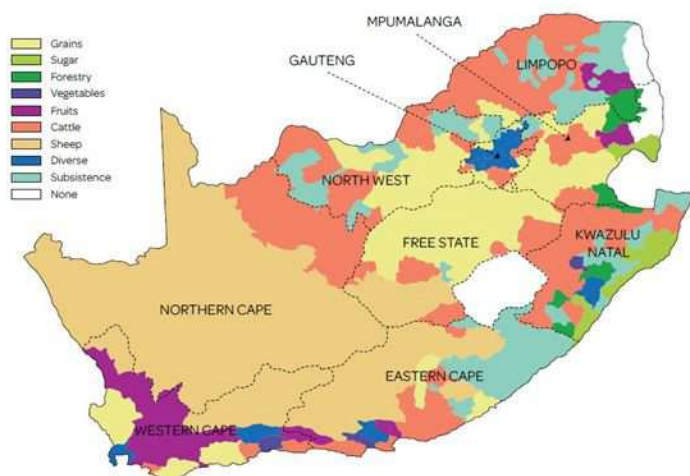 MPUMALANGA
GAUTENG
LIMPOPO
Grains
Sugar
Forestry
Vegetables
Fruits
Cattle
Sheep
Diverse
Subsistence
None
NORTH WEST
FREE STATE
KWAZULU
NATAL
NORTHERN CAPE
EASTERN CAPE
WESTERN CAPE